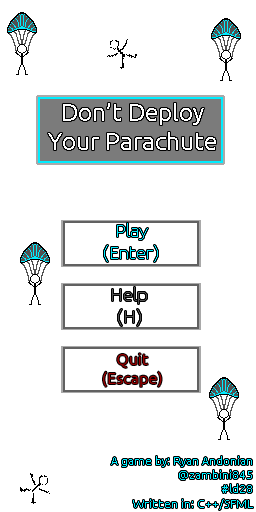 Don't Deploy
Your Parachute
Play
(Enter)
Help
(H)
Quit
(Escape)
A game by: Ryan Andonian
@zambini845
#ld28
Written in: C++/SFML